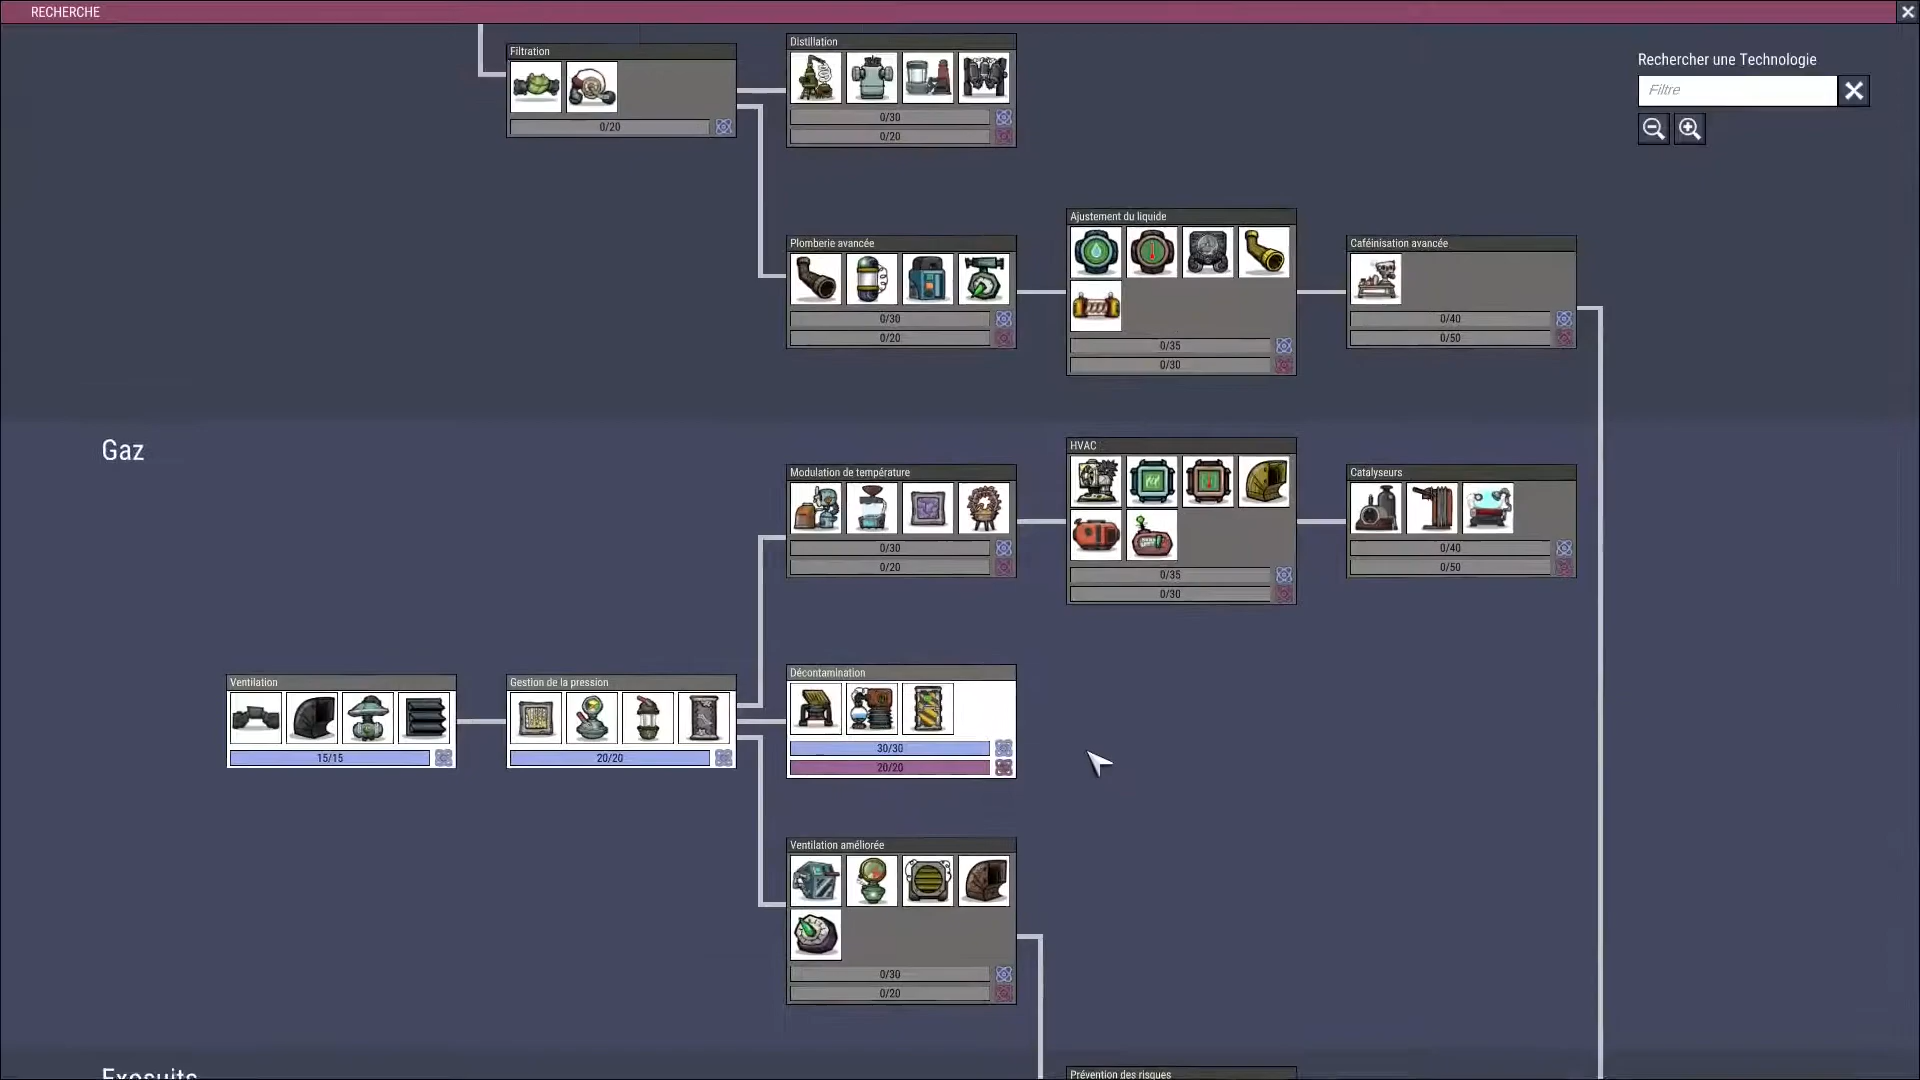 RECHERCHE
Rechercher une Technologie
Filtre
Filtration
0/20
Distillation
0/30
0/20
Plomberie avancée
0/30
0/20
Ajustement du liquide
0/35
0/30
Caféinisation avancée
0/40
0/50
Gaz
Modulation de température
0/30
0/20
HVAC
0/35
0/30
Catalyseurs
0/40
0/50
Ventilation
15/15
Gestion de la pression
20/20
Décontamination
30/30
20/20
Ventilation améliorée
0/30
0/20
Exosuits
Prévention des risques